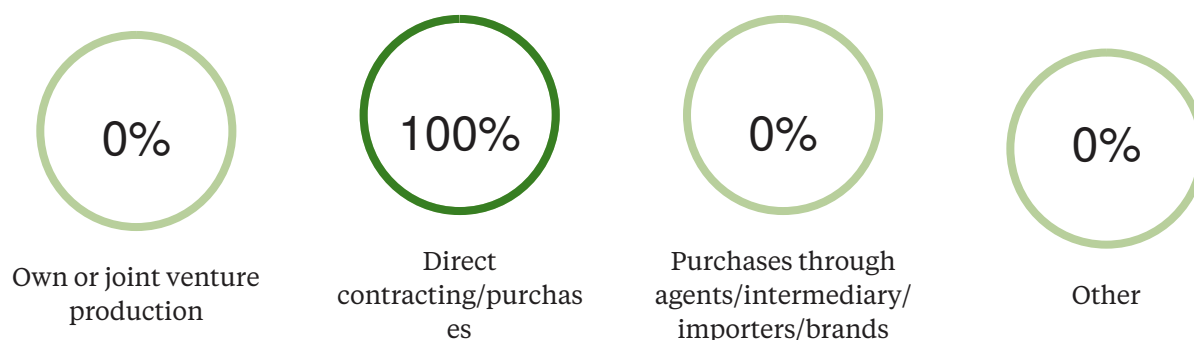 0%
Own or joint venture
production
100%
Direct
contracting/purchas
es
0%
Purchases through
agents/intermediary/
importers/brands
0%
Other